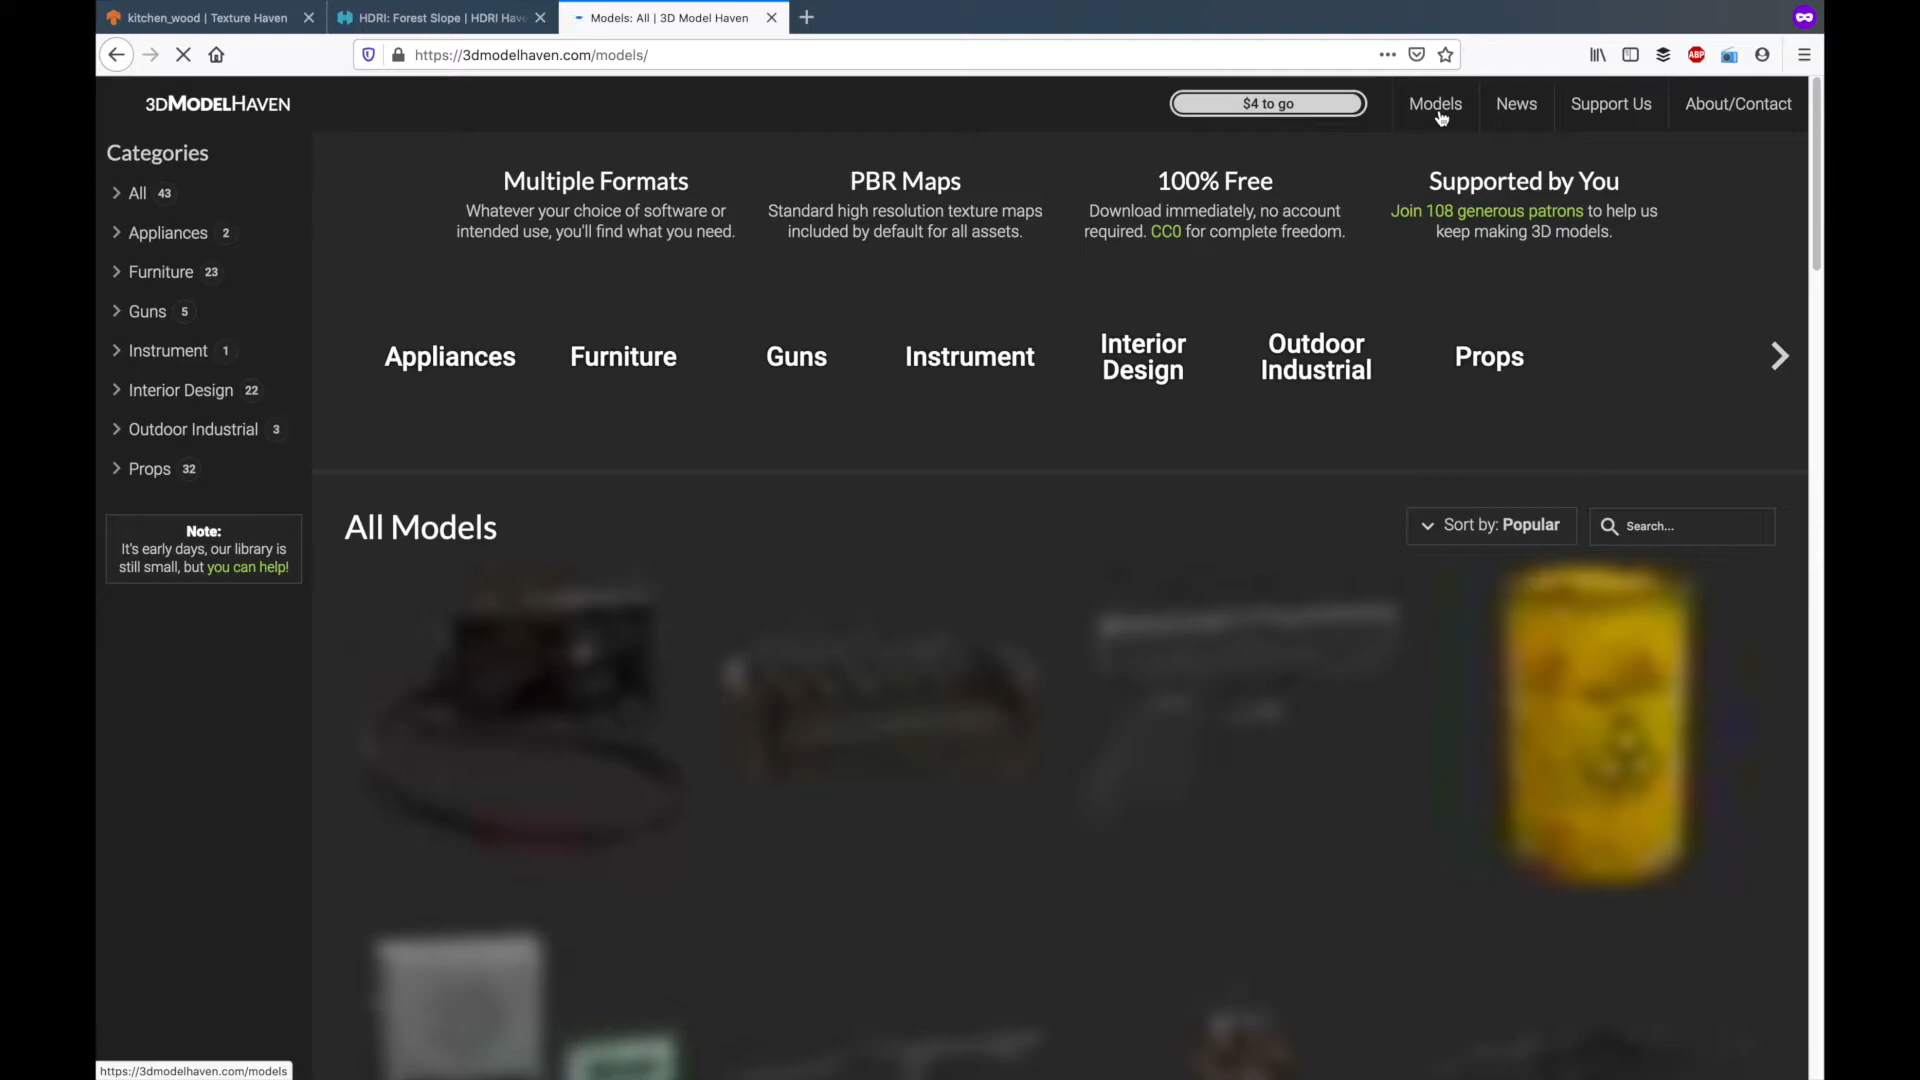 kitchen_wood | Texture Haven
HDRI: Forest Slope | HDRI Hav
Models: All | 3D Model Haven
https://3dmodelhaven.com/models/
ABP
3DMODELHAVEN
$4 to go
Models
News
Support Us
About/Contact
Categories
All 43
Appliances 2
Furniture 23
Guns 5
Instrument 1
Interior Design 22
Outdoor Industrial 3
Props 32
Note:
It's early days, our library is
still small, but you can help!
Multiple Formats
Whatever your choice of software or
intended use, you'll find what you need.
PBR Maps
Standard high resolution texture maps
included by default for all assets.
100% Free
Download immediately, no account
required. CC0 for complete freedom.
Supported by You
Join 108 generous patrons to help us
keep making 3D models.
Appliances
Furniture
Guns
Instrument
Interior
Design
Outdoor
Industrial
Props
All Models
Sort by: Popular
Search...
https://3dmodelhaven.com/models